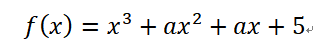 f(x) = x³ + ax² + ax + 5